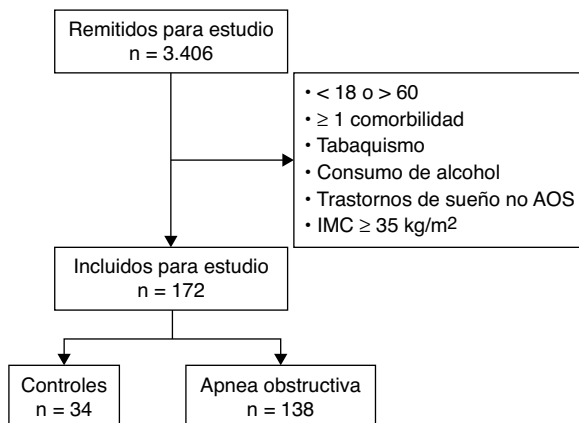 Remitidos para estudio
n = 3.406
• < 18 o > 60
• ≥ 1 comorbilidad
• Tabaquismo
• Consumo de alcohol
• Trastornos de sueño no AOS
• IMC ≥ 35 kg/m²
Incluidos para estudio
n = 172
Controles
n = 34
Apnea obstructiva
n = 138